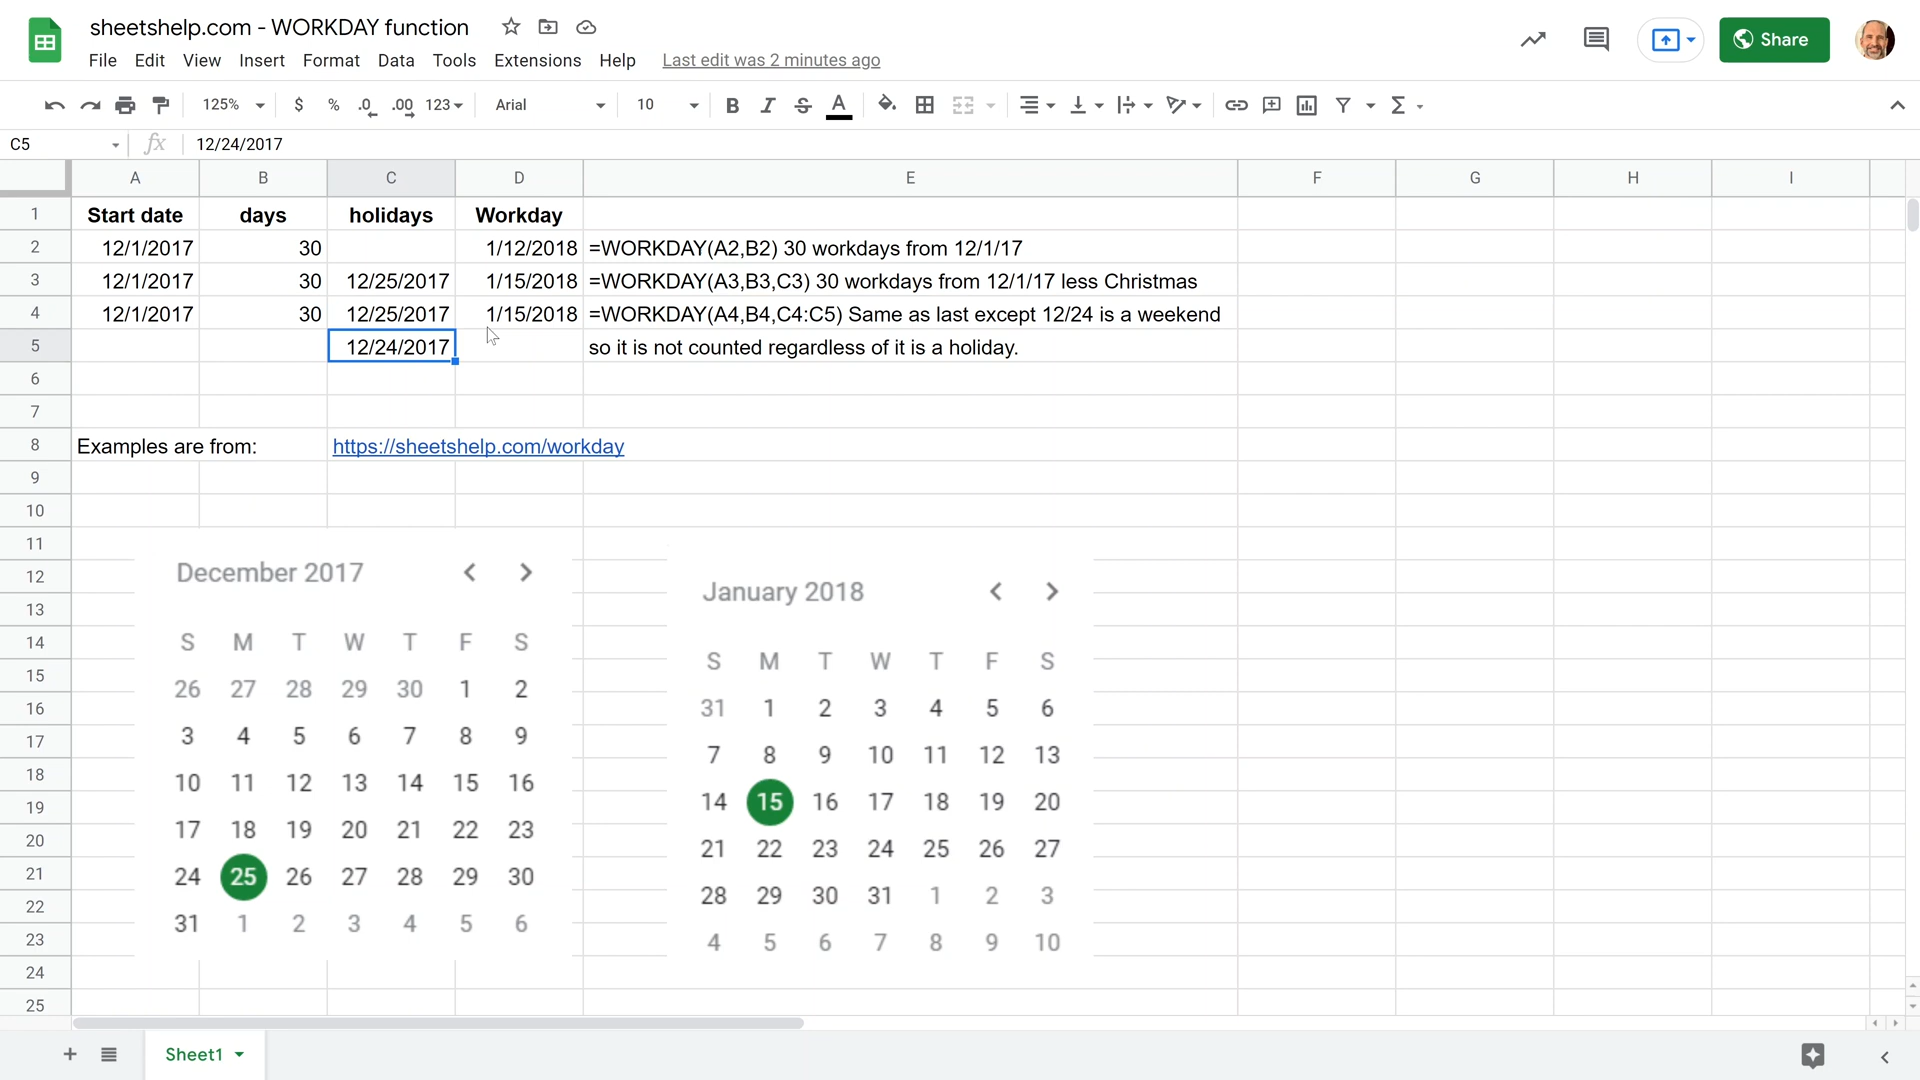 sheetshelp.com - WORKDAY function
File Edit View Insert Format Data Tools Extensions Help Last edit was 2 minutes ago
Share
125% $ % .0 .00 123 Arial 10 B I S A Σ
C5 fx 12/24/2017
A B C D E F G H I
1 Start date days holidays Workday
2 12/1/2017 30 1/12/2018 =WORKDAY(A2,B2) 30 workdays from 12/1/17
3 12/1/2017 30 12/25/2017 1/15/2018 =WORKDAY(A3,B3,C3) 30 workdays from 12/1/17 less Christmas
4 12/1/2017 30 12/25/2017 1/15/2018 =WORKDAY(A4,B4,C4:C5) Same as last except 12/24 is a weekend
5 12/24/2017 so it is not counted regardless of it is a holiday.
6
7
8 Examples are from: https://sheetshelp.com/workday
9
10
11
12
13
14
15
16
17
18
19
20
21
22
23
24
25
December 2017
S M T W T F S
26 27 28 29 30 1 2
3 4 5 6 7 8 9
10 11 12 13 14 15 16
17 18 19 20 21 22 23
24 25 26 27 28 29 30
31 1 2 3 4 5 6
January 2018
S M T W T F S
31 1 2 3 4 5 6
7 8 9 10 11 12 13
14 15 16 17 18 19 20
21 22 23 24 25 26 27
28 29 30 31 1 2 3
4 5 6 7 8 9 10
Sheet1